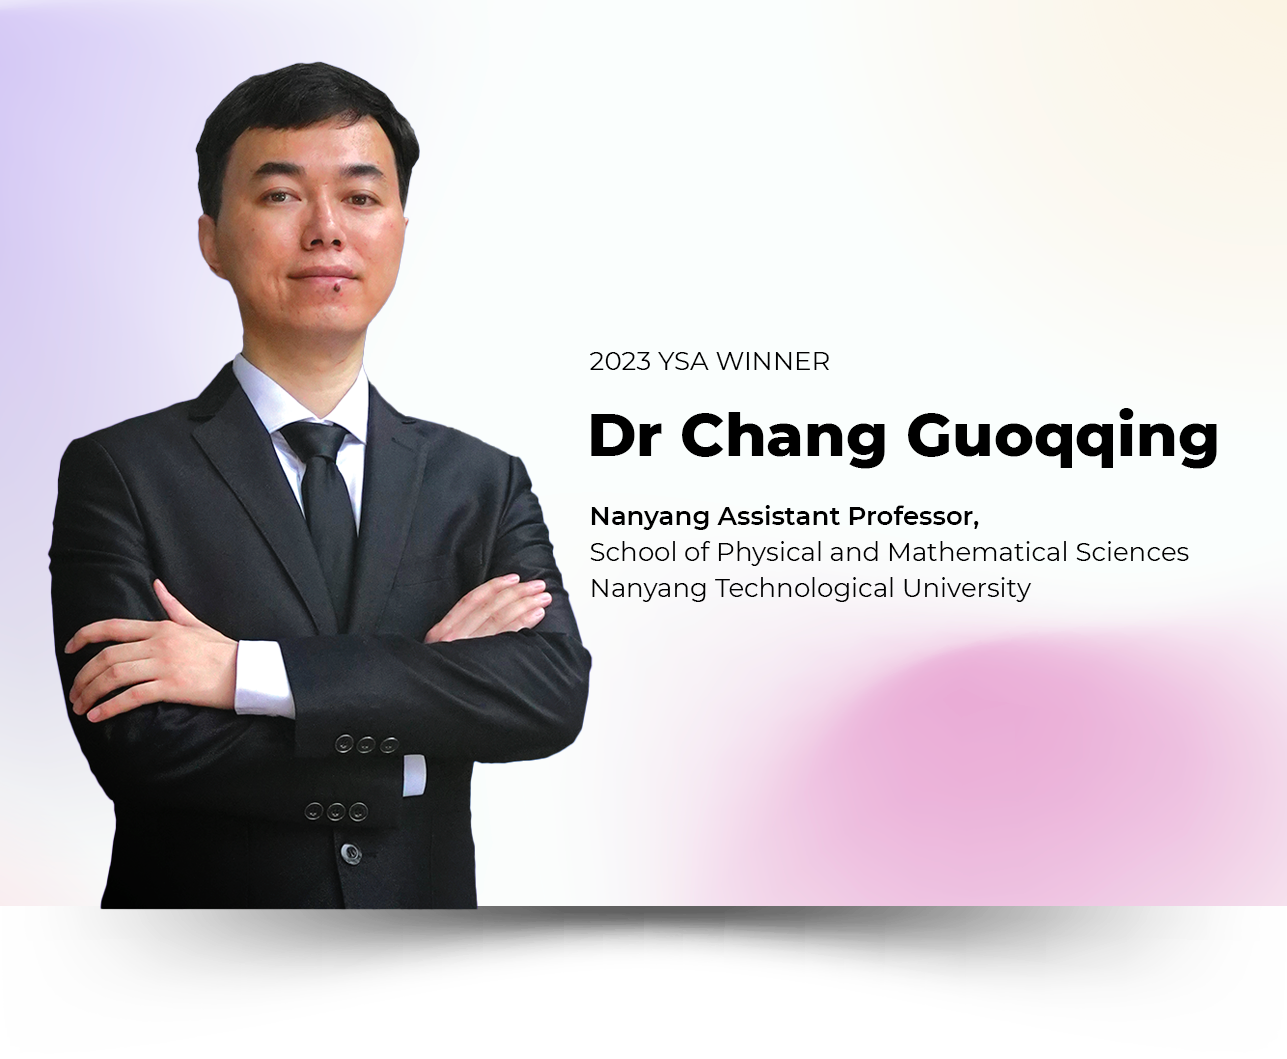 2023 YSA WINNER
Dr Chang Guoqqing
Nanyang Assistant Professor,
School of Physical and Mathematical Sciences
Nanyang Technological University